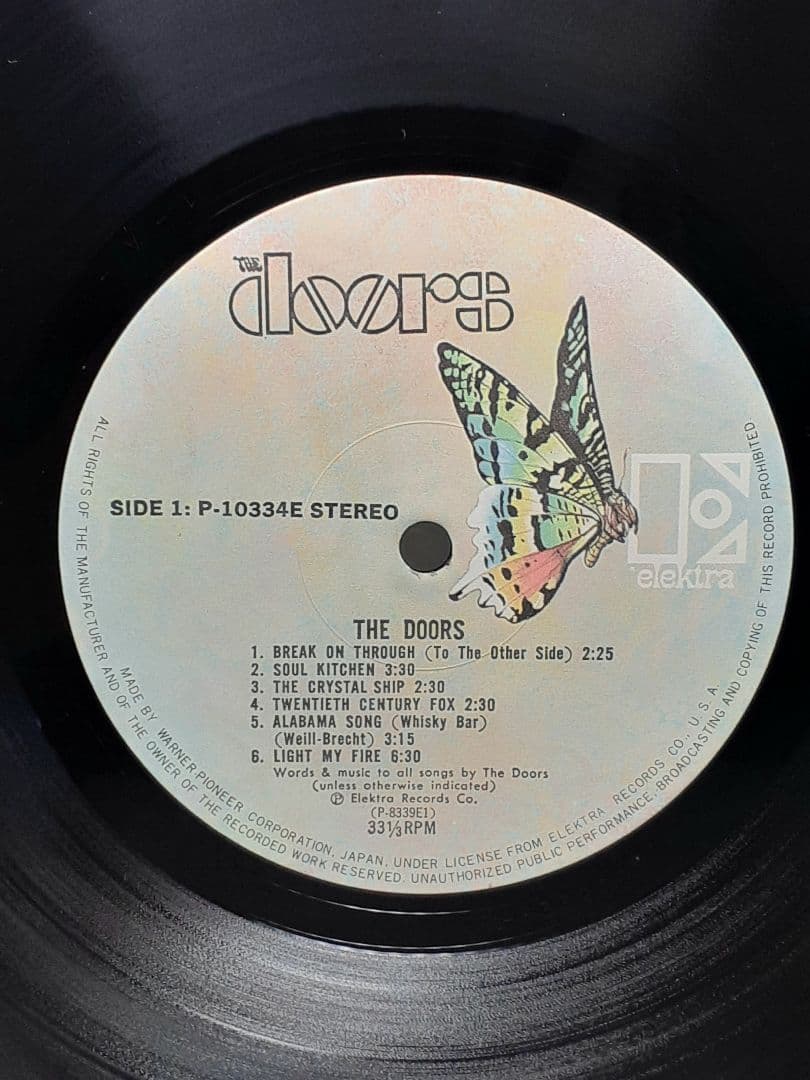 THE
doors
SIDE 1: P-10334E STEREO
elektra
THE DOORS
1. BREAK ON THROUGH (To The Other Side) 2:25
2. SOUL KITCHEN 3:30
3. THE CRYSTAL SHIP 2:30
4. TWENTIETH CENTURY FOX 2:30
5. ALABAMA SONG (Whisky Bar)
(Weill-Brecht) 3:15
6. LIGHT MY FIRE 6:30
Words & music to all songs by The Doors
(unless otherwise indicated)
Ⓟ Elektra Records Co.
(P-8339E1)
33⅓RPM
ALL RIGHTS OF THE MANUFACTURER AND OF THE OWNER OF THE RECORDED WORK RESERVED. UNAUTHORIZED PUBLIC PERFORMANCE, BROADCASTING AND COPYING OF THIS RECORD PROHIBITED
MADE BY WARNER-PIONEER CORPORATION, JAPAN, UNDER LICENSE FROM ELEKTRA RECORDS CO., U.S.A.